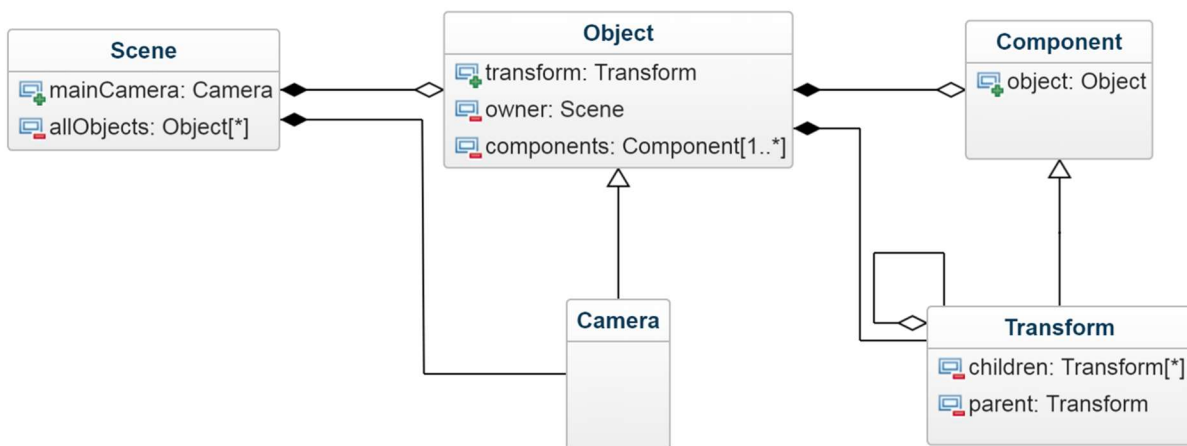 Scene
mainCamera: Camera
allObjects: Object[*]
Object
transform: Transform
owner: Scene
components: Component[1..*]
Component
object: Object
Camera
Transform
children: Transform[*]
parent: Transform